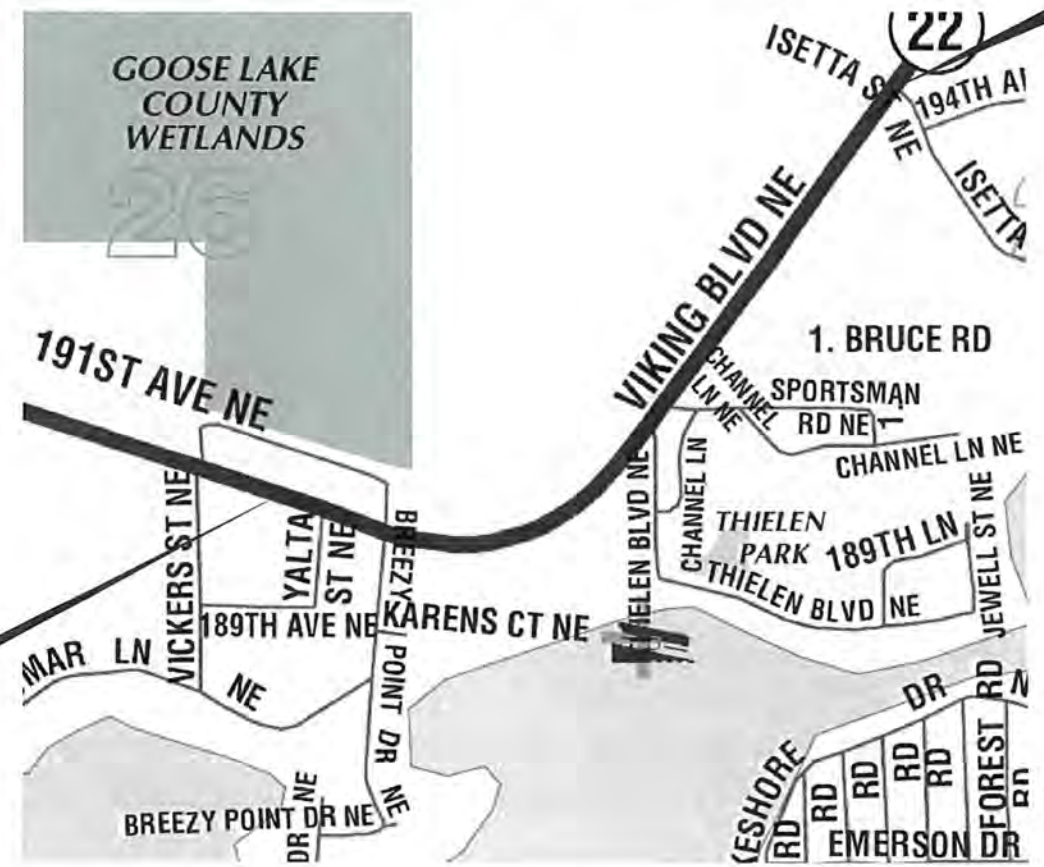 GOOSE LAKE
COUNTY
WETLANDS
26
22
ISETTA ST NE
194TH
ISETTA
VIKING BLVD NE
191ST AVE NE
1. BRUCE RD
CHANNEL
LN NE
SPORTSMAN
RD NE
1.
CHANNEL LN NE
VICKERS ST NE
YALTA
ST NE
BREEZY
POINT DR NE
THIELEN BLVD NE
CHANNEL LN
THIELEN
PARK
189TH LN
JEWELL ST NE
THIELEN BLVD NE
189TH AVE NE
KARENS CT NE
MAR LN NE
BREEZY POINT DR NE
DR NE
ESHORE
DR
N
RD
RD
RD
RD
RD
FOREST RD
RD
EMERSON DR